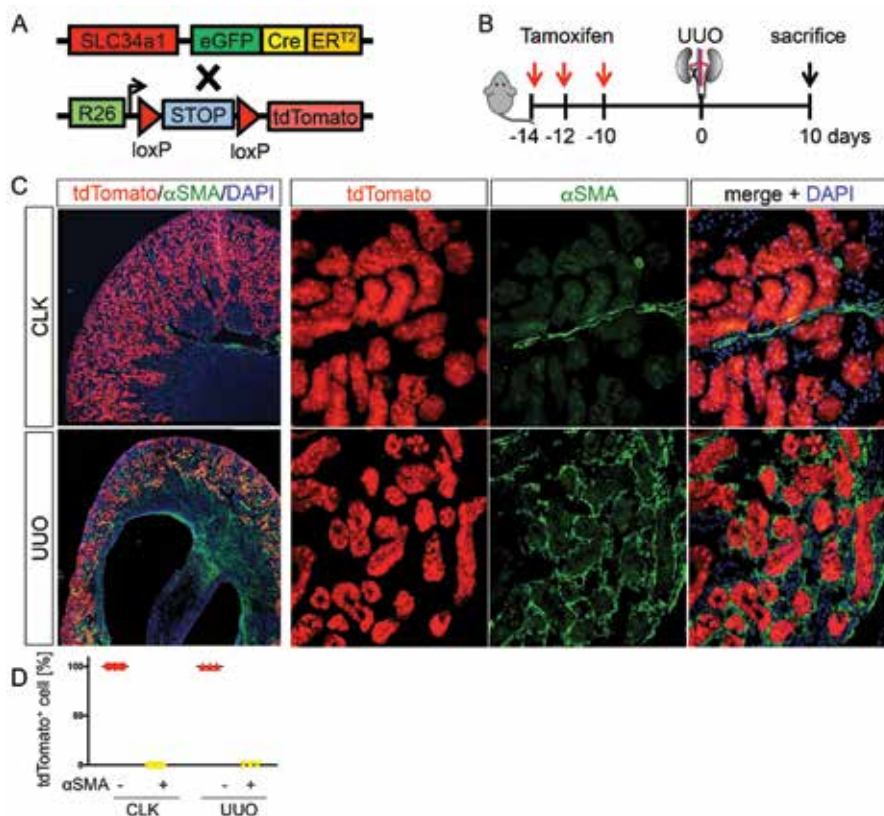 A
SLC34a1 eGFP Cre ER^T2
R26 STOP tdTomato
loxP loxP
B
Tamoxifen UUO sacrifice
-14 -12 -10 0 10 days
C
tdTomato/αSMA/DAPI tdTomato αSMA merge + DAPI
CLK
UUO
D
tdTomato⁺ cell [%]
100
50
0
αSMA - + - +
CLK UUO